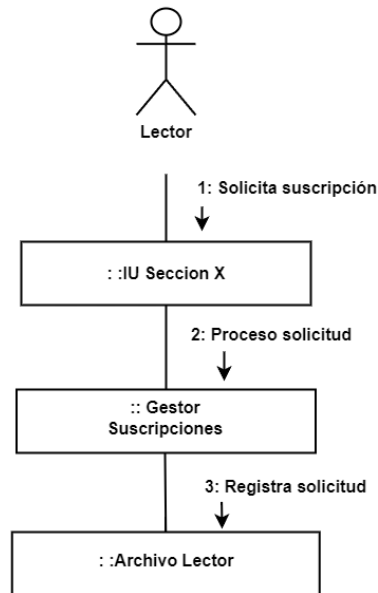 Lector
1: Solicita suscripción
: :IU Seccion X
2: Proceso solicitud
:: Gestor
Suscripciones
3: Registra solicitud
: :Archivo Lector